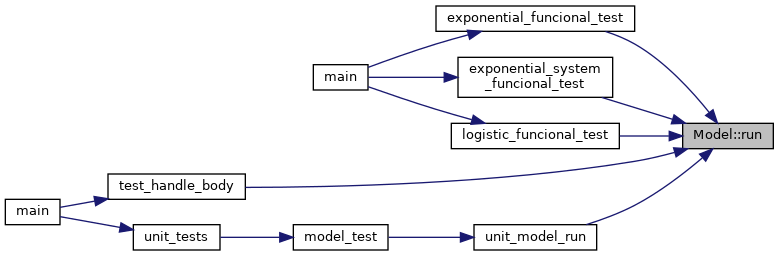 exponential_funcional_test
main
exponential_system
_funcional_test
Model::run
logistic_funcional_test
test_handle_body
main
unit_tests
model_test
unit_model_run